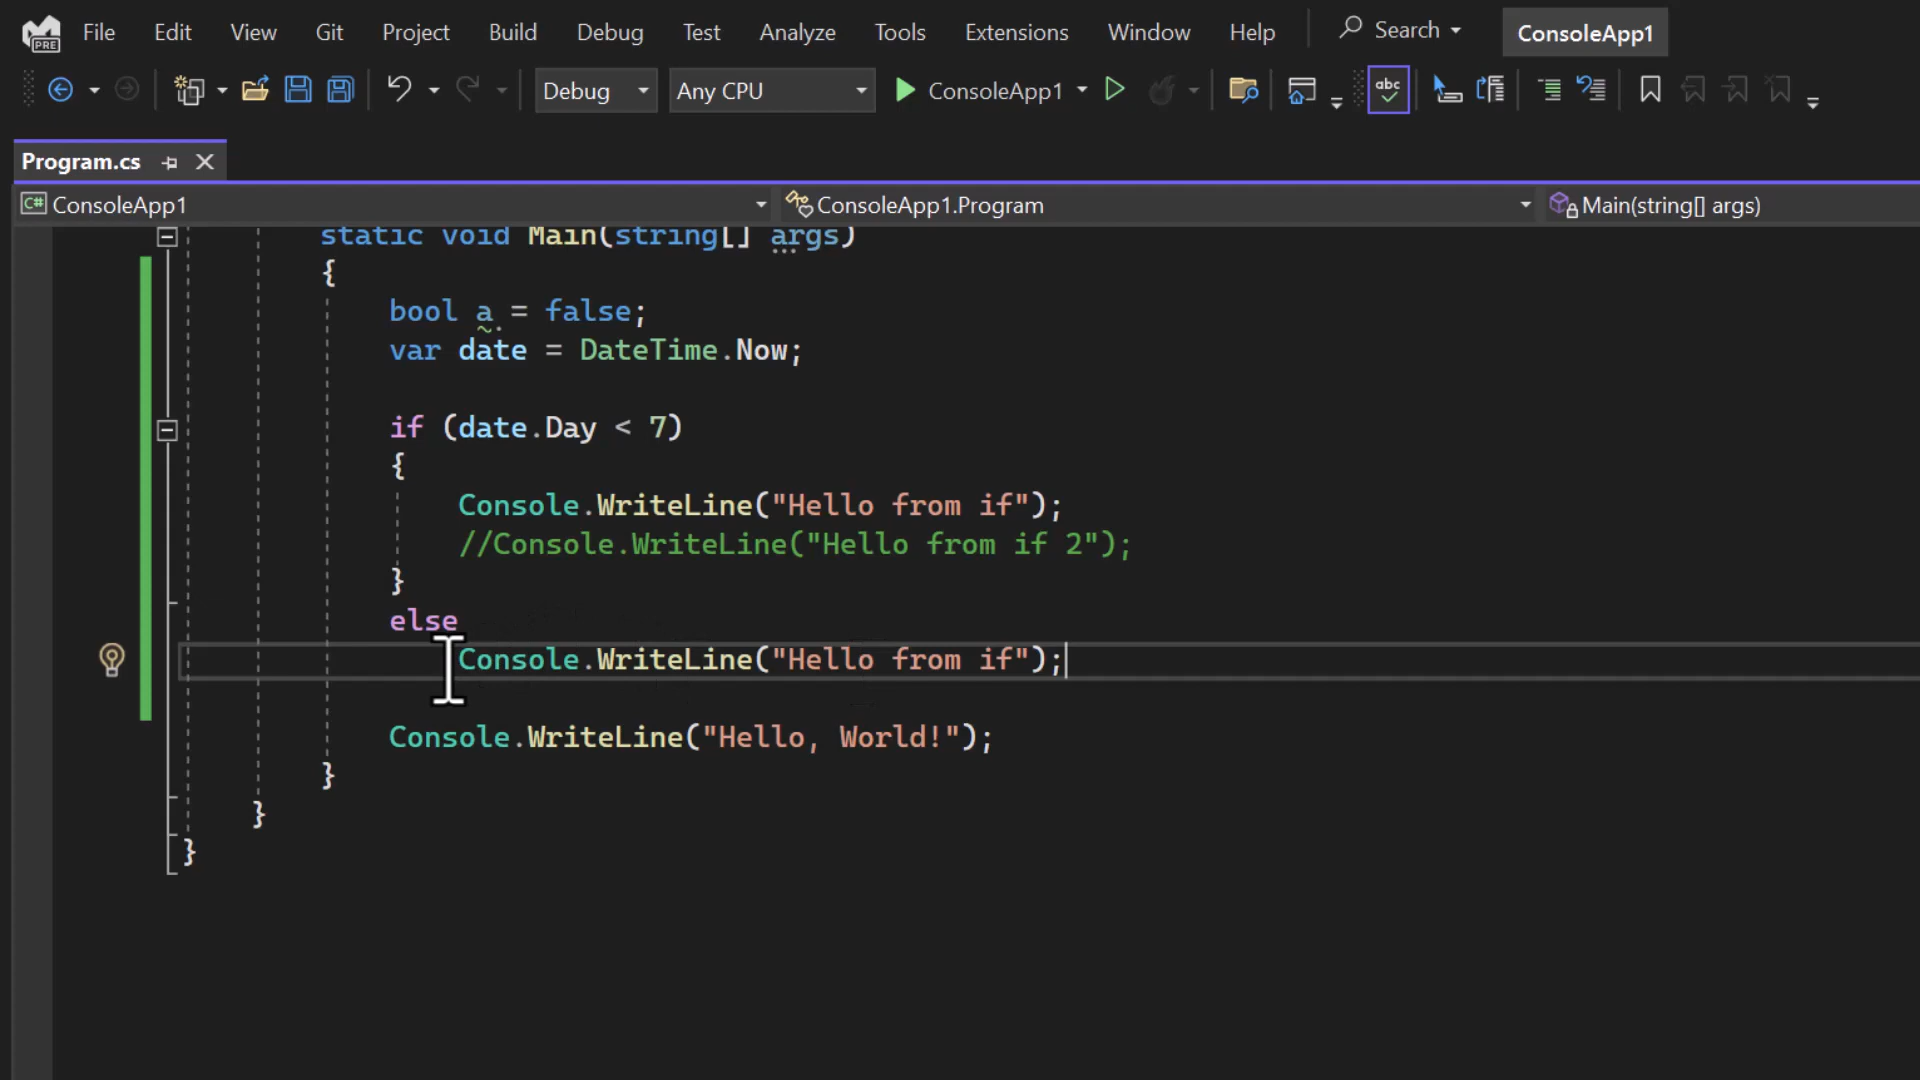 PRE File Edit View Git Project Build Debug Test Analyze Tools Extensions Window Help Search ConsoleApp1
Debug Any CPU ConsoleApp1 abc
Program.cs
C# ConsoleApp1 ConsoleApp1.Program Main(string[] args)
static void Main(string[] args)
{
bool a = false;
var date = DateTime.Now;
if (date.Day < 7)
{
Console.WriteLine("Hello from if");
//Console.WriteLine("Hello from if 2");
}
else
Console.WriteLine("Hello from if");
Console.WriteLine("Hello, World!");
}
}
}